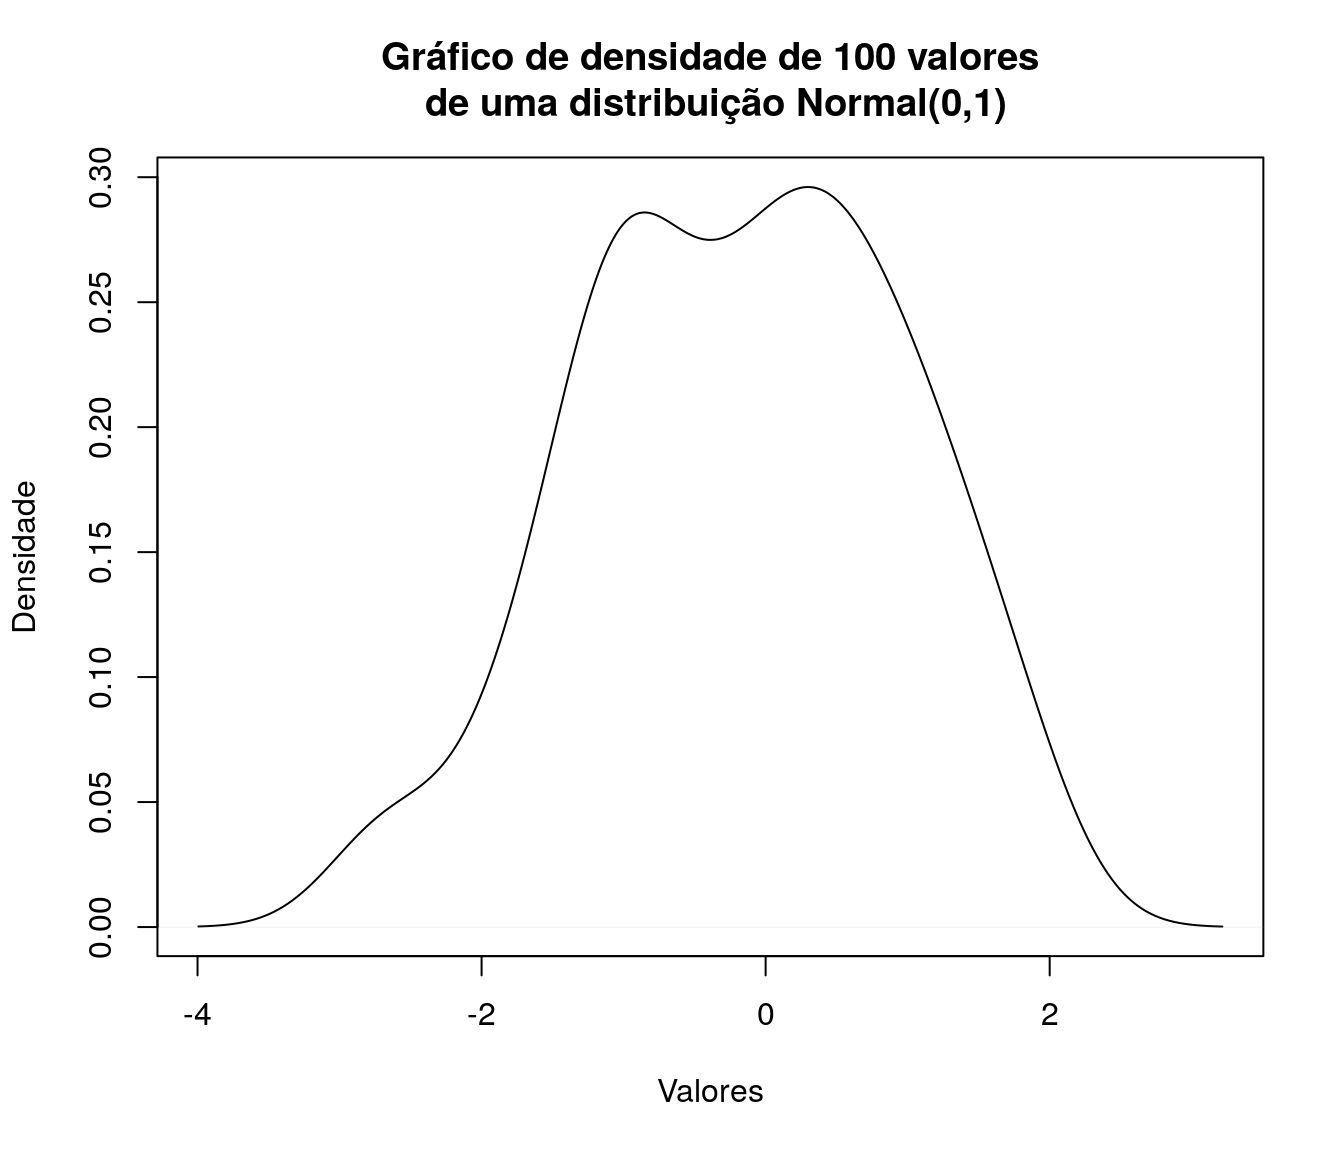 Gráfico de densidade de 100 valores
de uma distribuição Normal(0,1)
Densidade
0.30
0.25
0.20
0.15
0.10
0.05
0.00
-4 -2 0 2
Valores